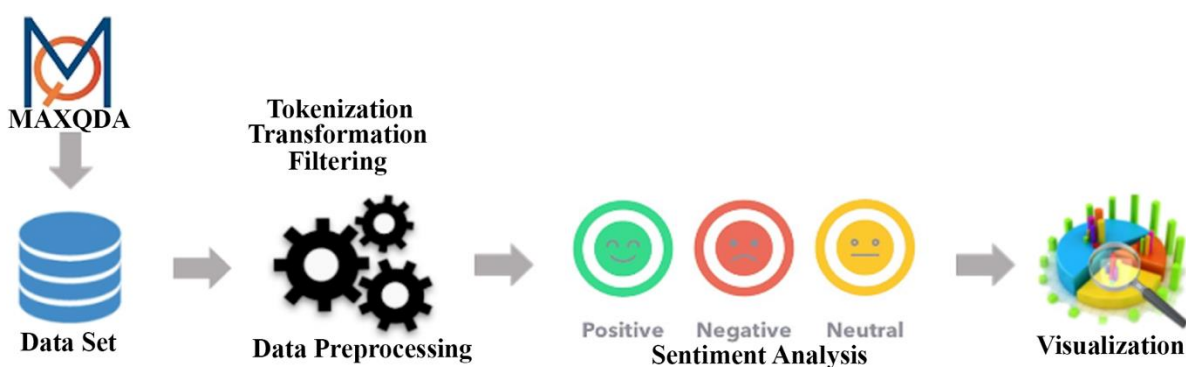 MAXQDA
Tokenization
Transformation
Filtering
Data Set
Data Preprocessing
Positive Negative Neutral
Sentiment Analysis
Visualization